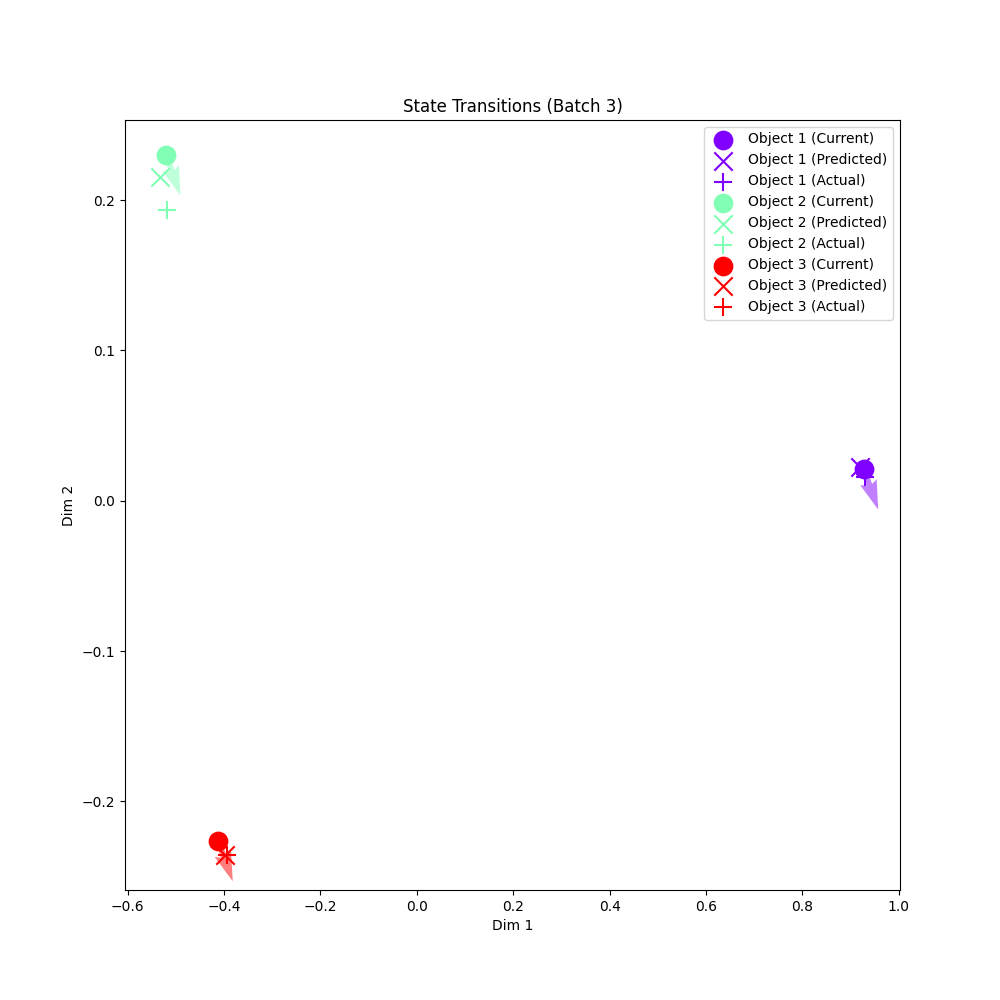 State Transitions (Batch 3)
Object 1 (Current)
Object 1 (Predicted)
Object 1 (Actual)
Object 2 (Current)
Object 2 (Predicted)
Object 2 (Actual)
Object 3 (Current)
Object 3 (Predicted)
Object 3 (Actual)
0.2
0.1
0.0
−0.1
−0.2
Dim 2
−0.6 −0.4 −0.2 0.0 0.2 0.4 0.6 0.8 1.0
Dim 1